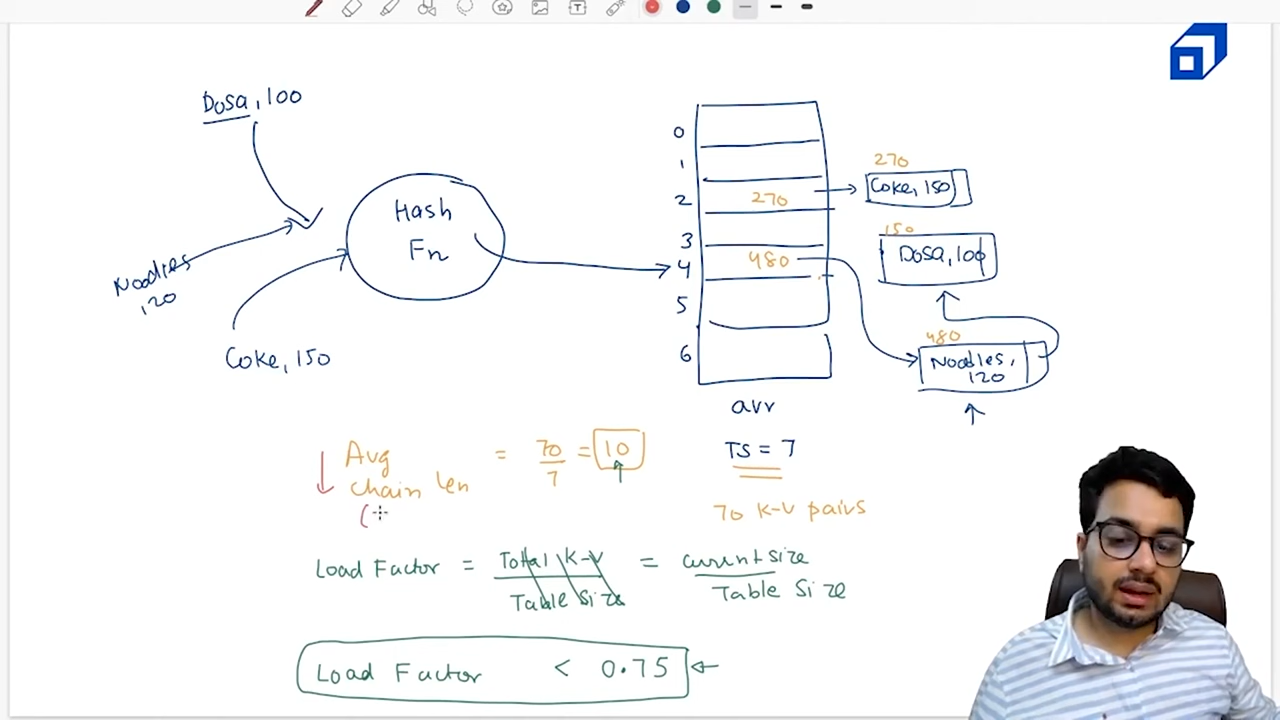 Dosa, 100
Noodles
, 120
Coke, 150
Hash
Fn
0
1
2
3
4
5
6
270
480
arr
270
Coke, 150
150
Dosa, 100
480
Noodles,
120
Avg
chain len
= 70/7 = 10
(
TS = 7
70 K-V pairs
Load Factor = Total K-V / Table Size = current size / Table Size
Load Factor < 0.75